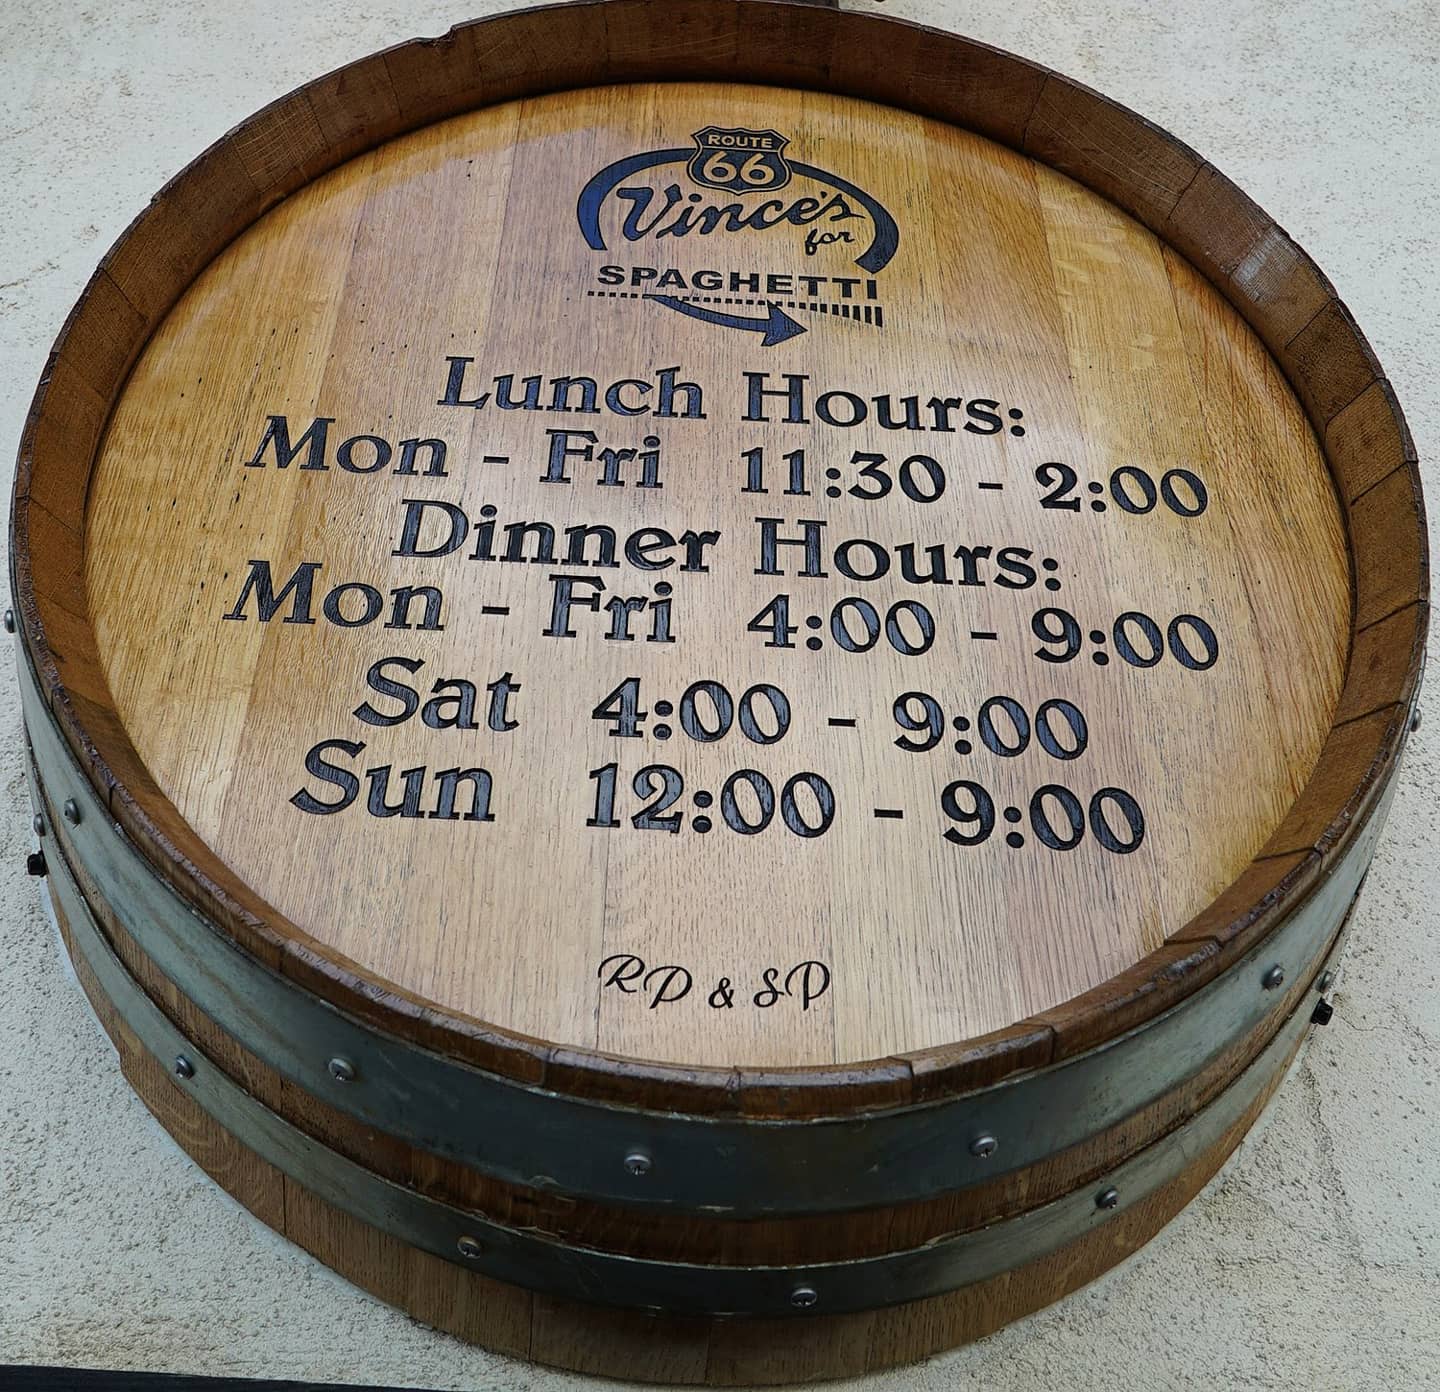 ROUTE
66
Vince's
for
SPAGHETTI
Lunch Hours:
Mon - Fri 11:30 - 2:00
Dinner Hours:
Mon - Fri 4:00 - 9:00
Sat 4:00 - 9:00
Sun 12:00 - 9:00
RP & SP